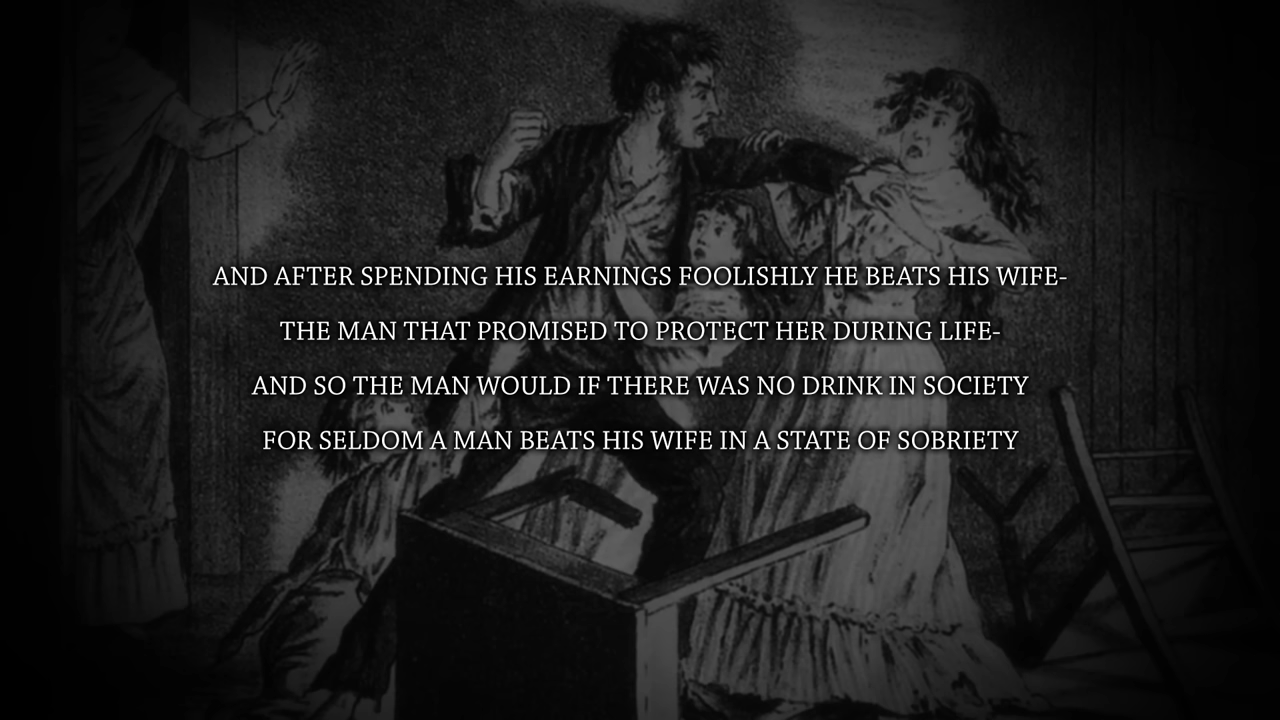 AND AFTER SPENDING HIS EARNINGS FOOLISHLY HE BEATS HIS WIFE-
THE MAN THAT PROMISED TO PROTECT HER DURING LIFE-
AND SO THE MAN WOULD IF THERE WAS NO DRINK IN SOCIETY
FOR SELDOM A MAN BEATS HIS WIFE IN A STATE OF SOBRIETY